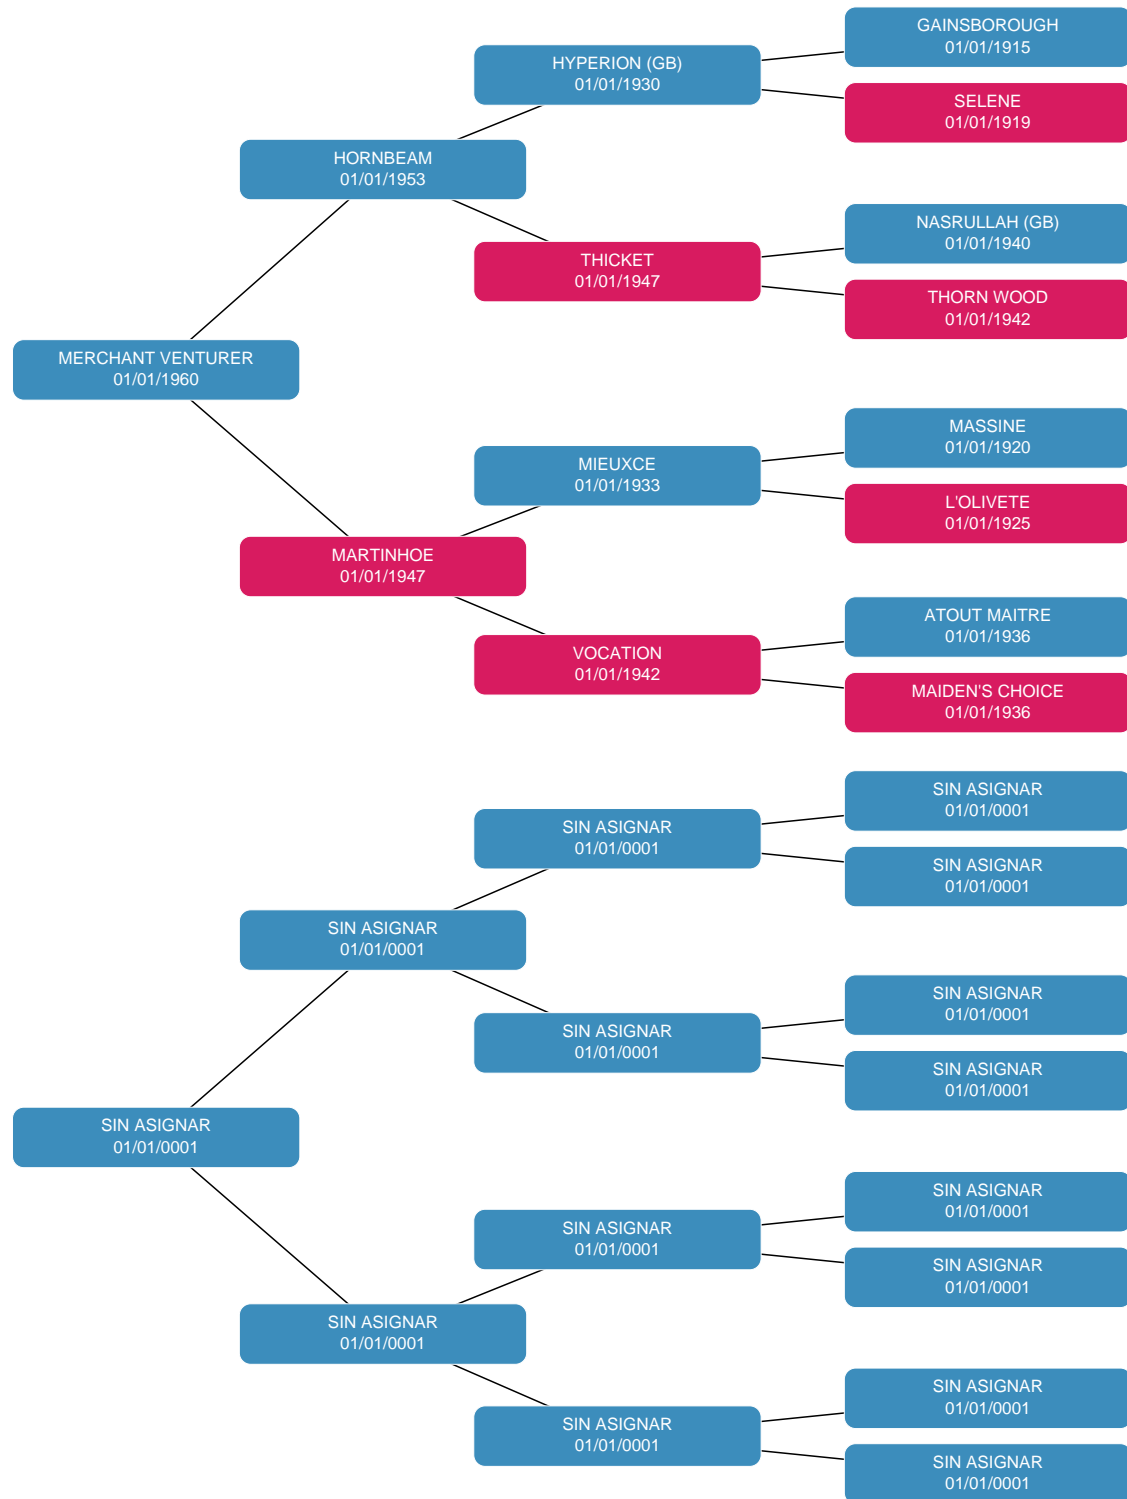 GAINSBOROUGH
01/01/1915
HYPERION (GB)
01/01/1930
SELENE
01/01/1919
HORNBEAM
01/01/1953
NASRULLAH (GB)
01/01/1940
THICKET
01/01/1947
THORN WOOD
01/01/1942
MERCHANT VENTURER
01/01/1960
MASSINE
01/01/1920
MIEUXCE
01/01/1933
L'OLIVETE
01/01/1925
MARTINHOE
01/01/1947
ATOUT MAITRE
01/01/1936
VOCATION
01/01/1942
MAIDEN'S CHOICE
01/01/1936
SIN ASIGNAR
01/01/0001
SIN ASIGNAR
01/01/0001
SIN ASIGNAR
01/01/0001
SIN ASIGNAR
01/01/0001
SIN ASIGNAR
01/01/0001
SIN ASIGNAR
01/01/0001
SIN ASIGNAR
01/01/0001
SIN ASIGNAR
01/01/0001
SIN ASIGNAR
01/01/0001
SIN ASIGNAR
01/01/0001
SIN ASIGNAR
01/01/0001
SIN ASIGNAR
01/01/0001
SIN ASIGNAR
01/01/0001
SIN ASIGNAR
01/01/0001
SIN ASIGNAR
01/01/0001